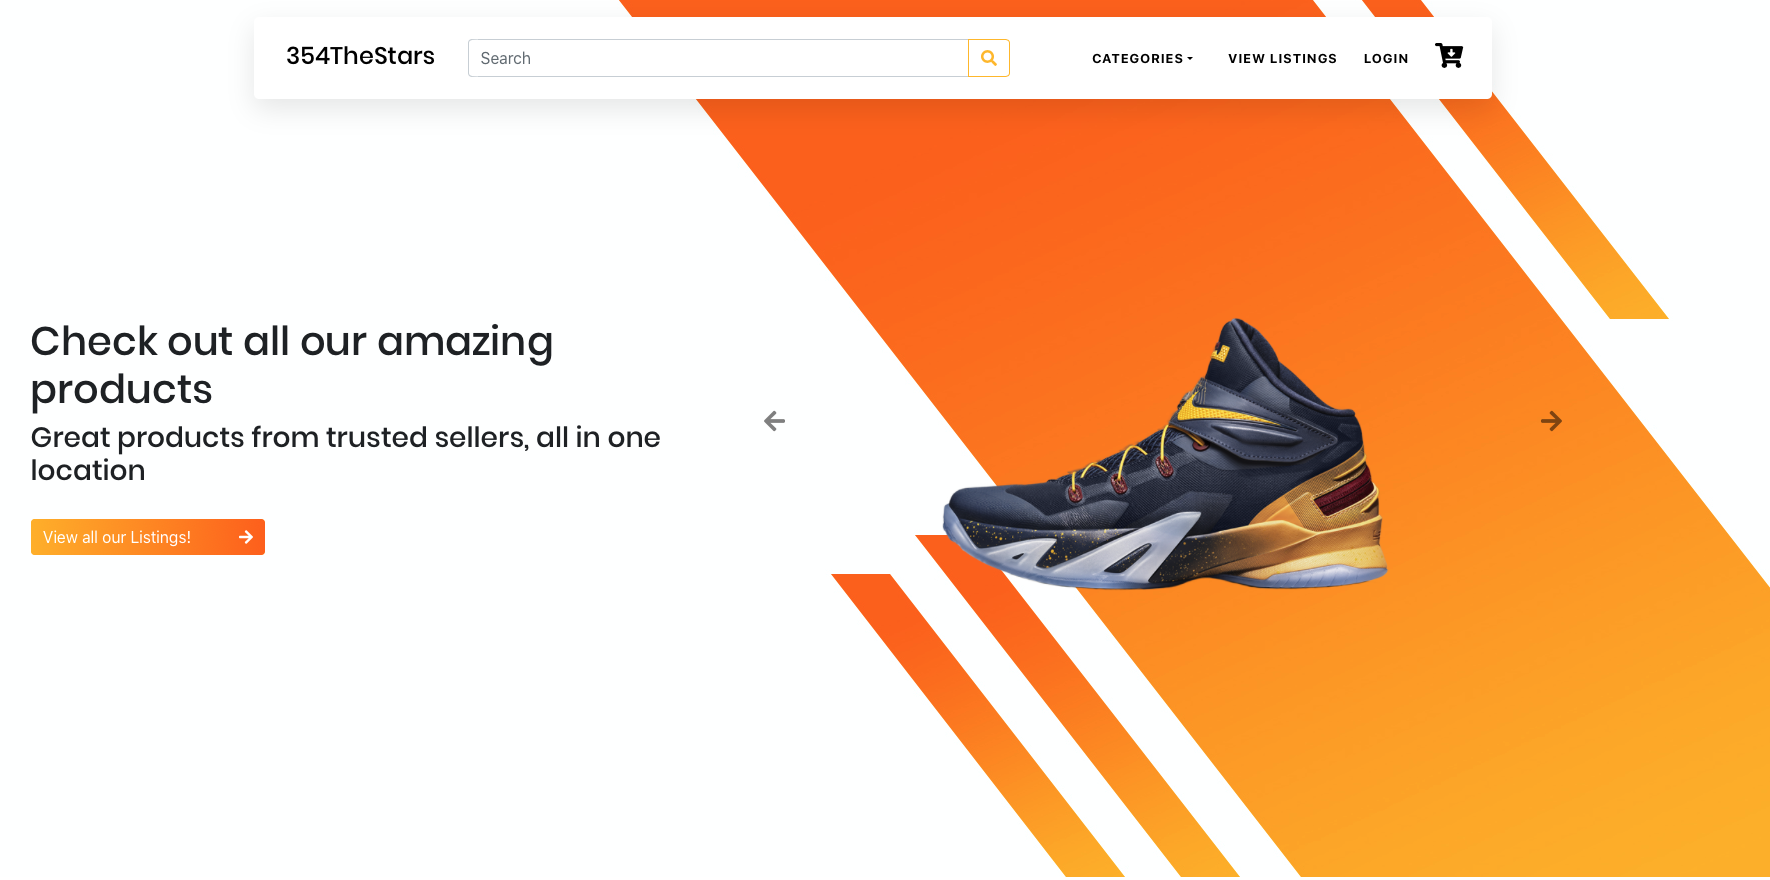 354TheStars
Search
CATEGORIES
VIEW LISTINGS
LOGIN
Check out all our amazing
products
Great products from trusted sellers, all in one
location
View all our Listings!